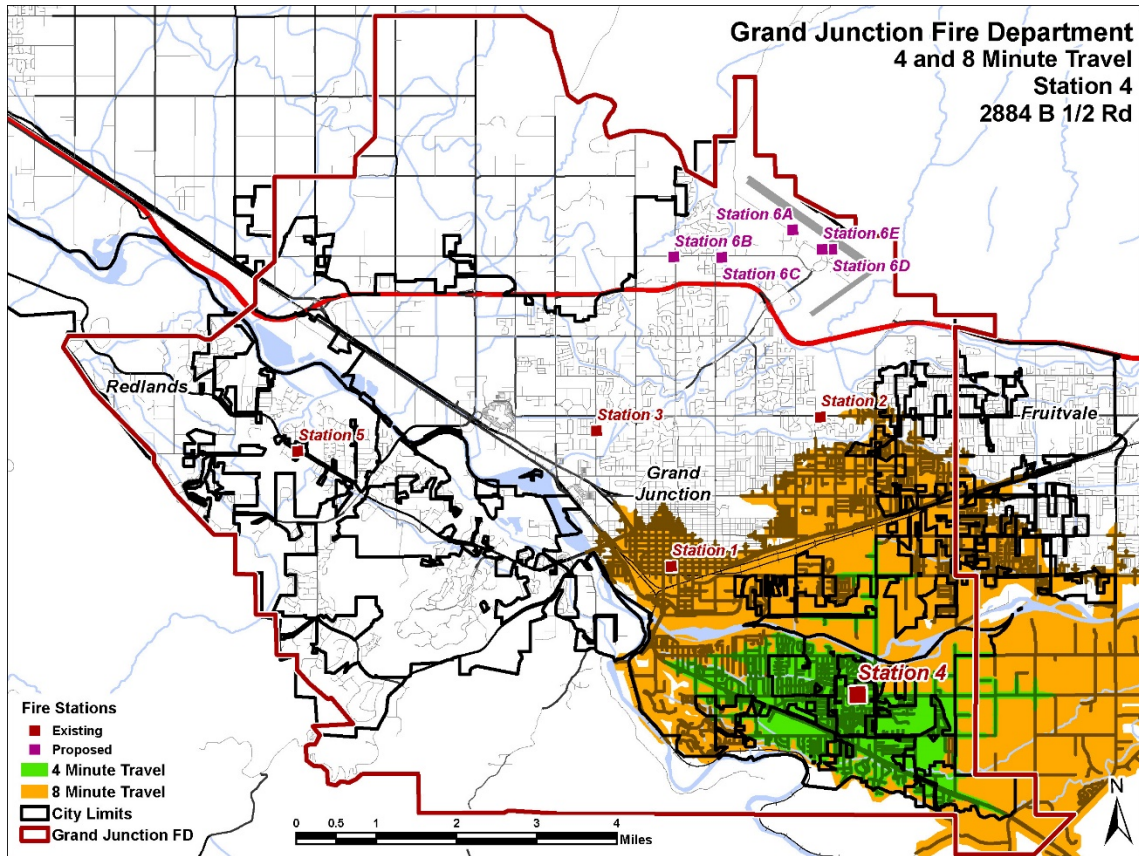 Grand Junction Fire Department
4 and 8 Minute Travel
Station 4
2884 B 1/2 Rd
Station 6A
Station 6B
Station 6E
Station 6C
Station 6D
Redlands
Station 5
Station 3
Station 2
Fruitvale
Grand
Junction
Station 1
Station 4
Fire Stations
Existing
Proposed
4 Minute Travel
8 Minute Travel
City Limits
Grand Junction FD
0 0.5 1 2 3 4
Miles
N